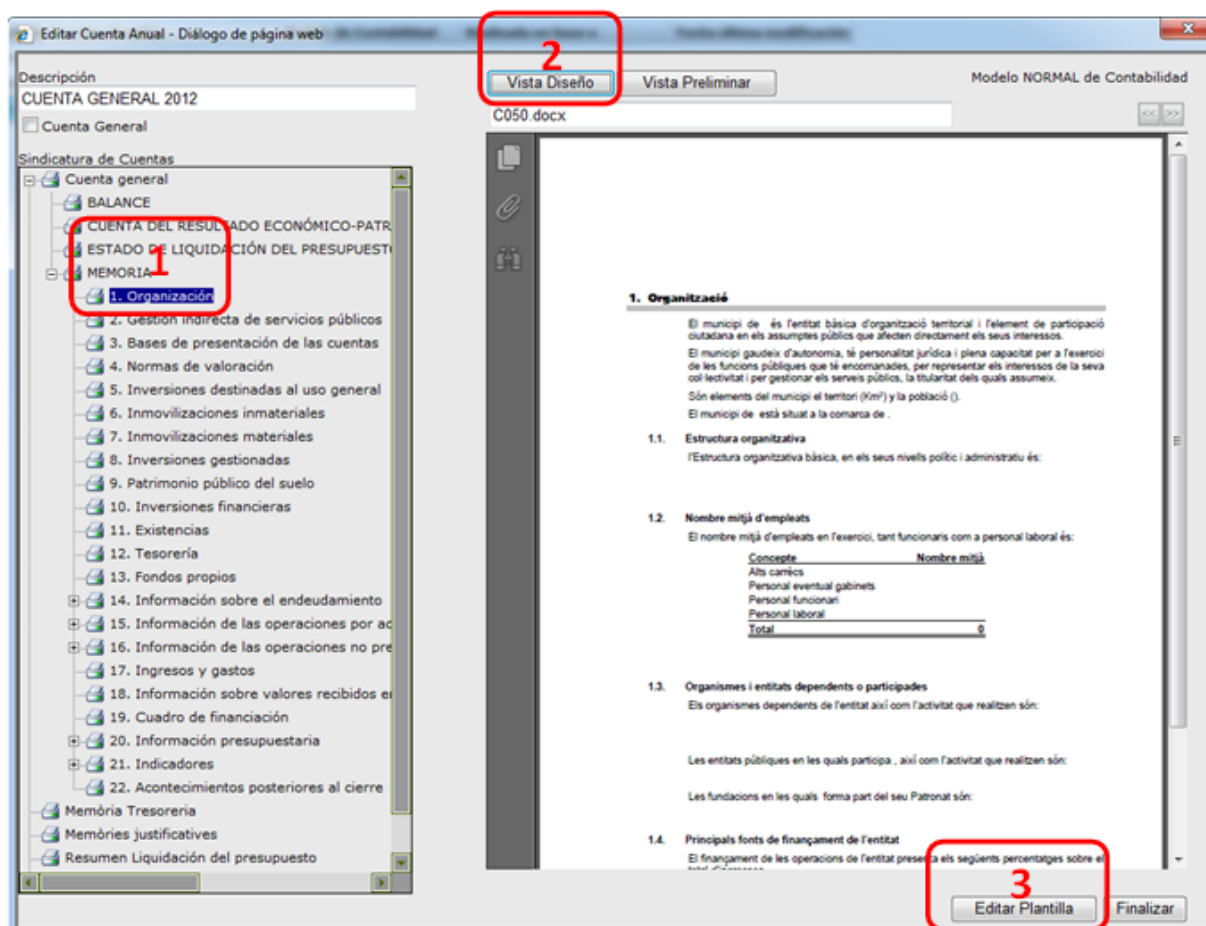 Editar Cuenta Anual - Diálogo de página web
2
Descripción
CUENTA GENERAL 2012
Cuenta General
Vista Diseño
Vista Preliminar
Modelo NORMAL de Contabilidad
C050.docx
<< >>
Sindicatura de Cuentas
Cuenta general
BALANCE
CUENTA DEL RESULTADO ECONÓMICO-PATR
ESTADO DE LIQUIDACIÓN DEL PRESUPUEST
1
MEMORIA
1. Organización
2. Gestión indirecta de servicios públicos
3. Bases de presentación de las cuentas
4. Normas de valoración
5. Inversiones destinadas al uso general
6. Inmovilizaciones inmateriales
7. Inmovilizaciones materiales
8. Inversiones gestionadas
9. Patrimonio público del suelo
10. Inversiones financieras
11. Existencias
12. Tesorería
13. Fondos propios
14. Información sobre el endeudamiento
15. Información de las operaciones por ac
16. Información de las operaciones no pre
17. Ingresos y gastos
18. Información sobre valores recibidos e
19. Cuadro de financiación
20. Información presupuestaria
21. Indicadores
22. Acontecimientos posteriores al cierre
Memòria Tresoreria
Memòries justificatives
Resumen Liquidación del presupuesto
1. Organització
El municipi de és l'entitat bàsica d'organització territorial i l'element de participació
ciutadana en els assumptes públics que afecten directament els seus interessos.
El municipi gaudeix d'autonomia, té personalitat jurídica i plena capacitat per a l'exercici
de les funcions públiques que té encomanades, per representar els interessos de la seva
col·lectivitat i per gestionar els serveis públics, la titularitat dels quals assumeix.
Són elements del municipi el territori (Km²) y la població ().
El municipi de està situat a la comarca de .
1.1. Estructura organitzativa
l'Estructura organitzativa bàsica, en els seus nivells polític i administratiu és:
1.2. Nombre mitjà d'empleats
El nombre mitjà d'empleats en l'exercici, tant funcionaris com a personal laboral és:
Concepte Nombre mitjà
Alts càrrecs
Personal eventual gabinets
Personal funcionari
Personal laboral
Total 0
1.3. Organismes i entitats dependents o participades
Els organismes dependents de l'entitat així com l'activitat que realitzen són:
Les entitats públiques en les quals participa , així com l'activitat que realitzen són:
Les fundacions en les quals forma part del seu Patronat són:
1.4. Principals fonts de finançament de l'entitat
El finançament de les operacions de l'entitat presenta els següents percentatges sobre el
3
Editar Plantilla
Finalizar